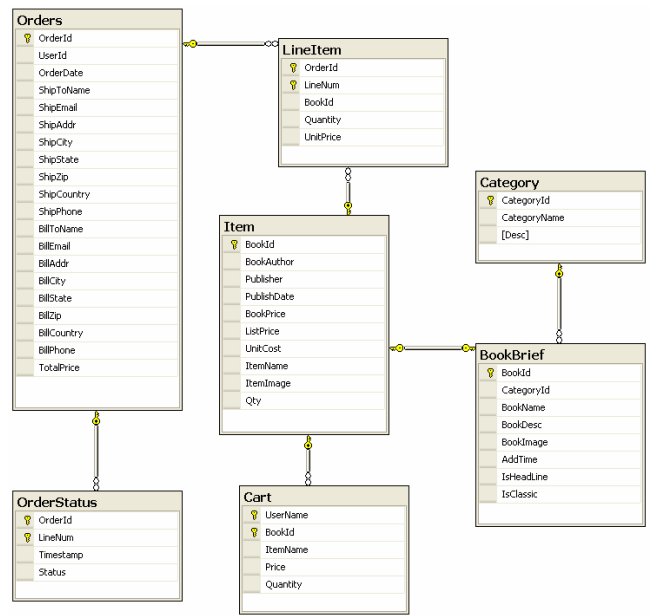 Orders
OrderId
UserId
OrderDate
ShipToName
ShipEmail
ShipAddr
ShipCity
ShipState
ShipZip
ShipCountry
ShipPhone
BillToName
BillEmail
BillAddr
BillCity
BillState
BillZip
BillCountry
BillPhone
TotalPrice
LineItem
OrderId
LineNum
BookId
Quantity
UnitPrice
Category
CategoryId
CategoryName
[Desc]
Item
BookId
BookAuthor
Publisher
PublishDate
BookPrice
ListPrice
UnitCost
ItemName
ItemImage
Qty
BookBrief
BookId
CategoryId
BookName
BookDesc
BookImage
AddTime
IsHeadLine
IsClassic
OrderStatus
OrderId
LineNum
Timestamp
Status
Cart
UserName
BookId
ItemName
Price
Quantity